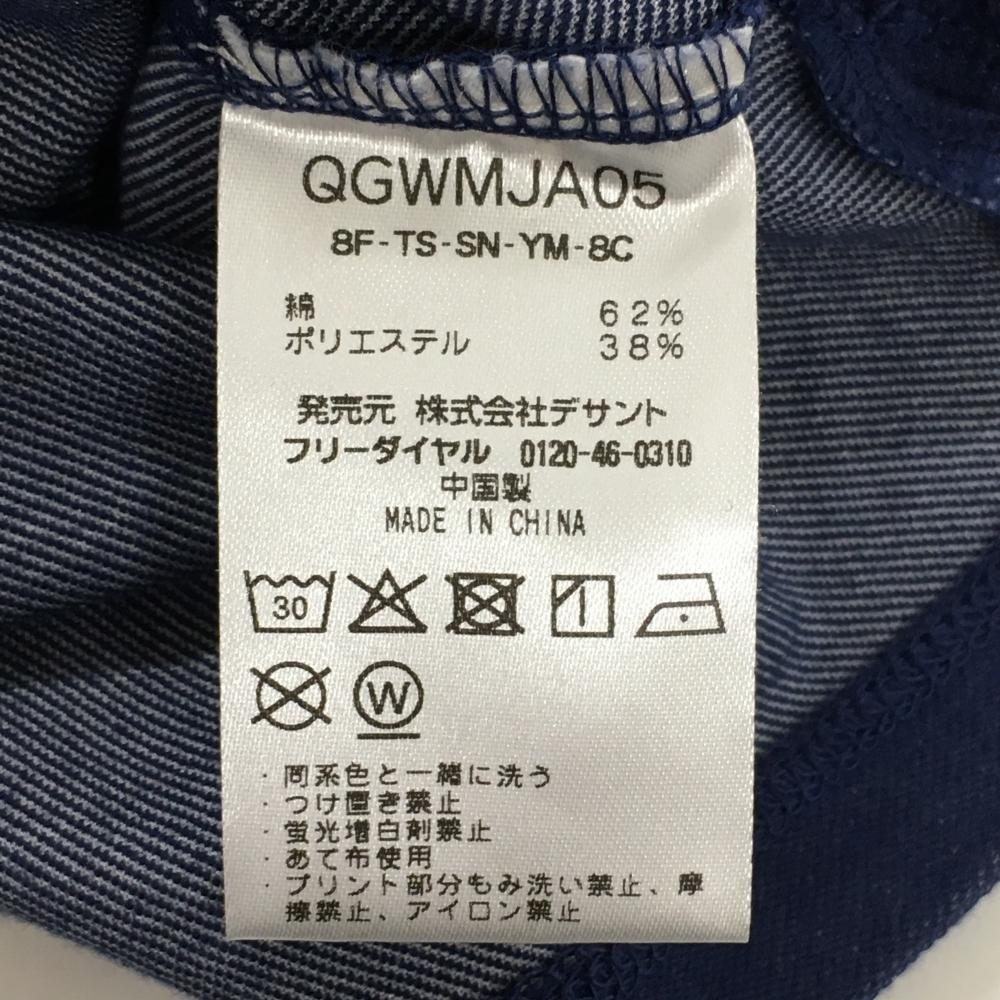 QGWMJA05
8F-TS-SN-YM-8C
綿 62%
ポリエステル 38%
発売元 株式会社デサント
フリーダイヤル 0120-46-0310
中国製
MADE IN CHINA
30
W
・同系色と一緒に洗う
・つけ置き禁止
・蛍光増白剤禁止
・あて布使用
・プリント部分もみ洗い禁止、摩
擦禁止、アイロン禁止